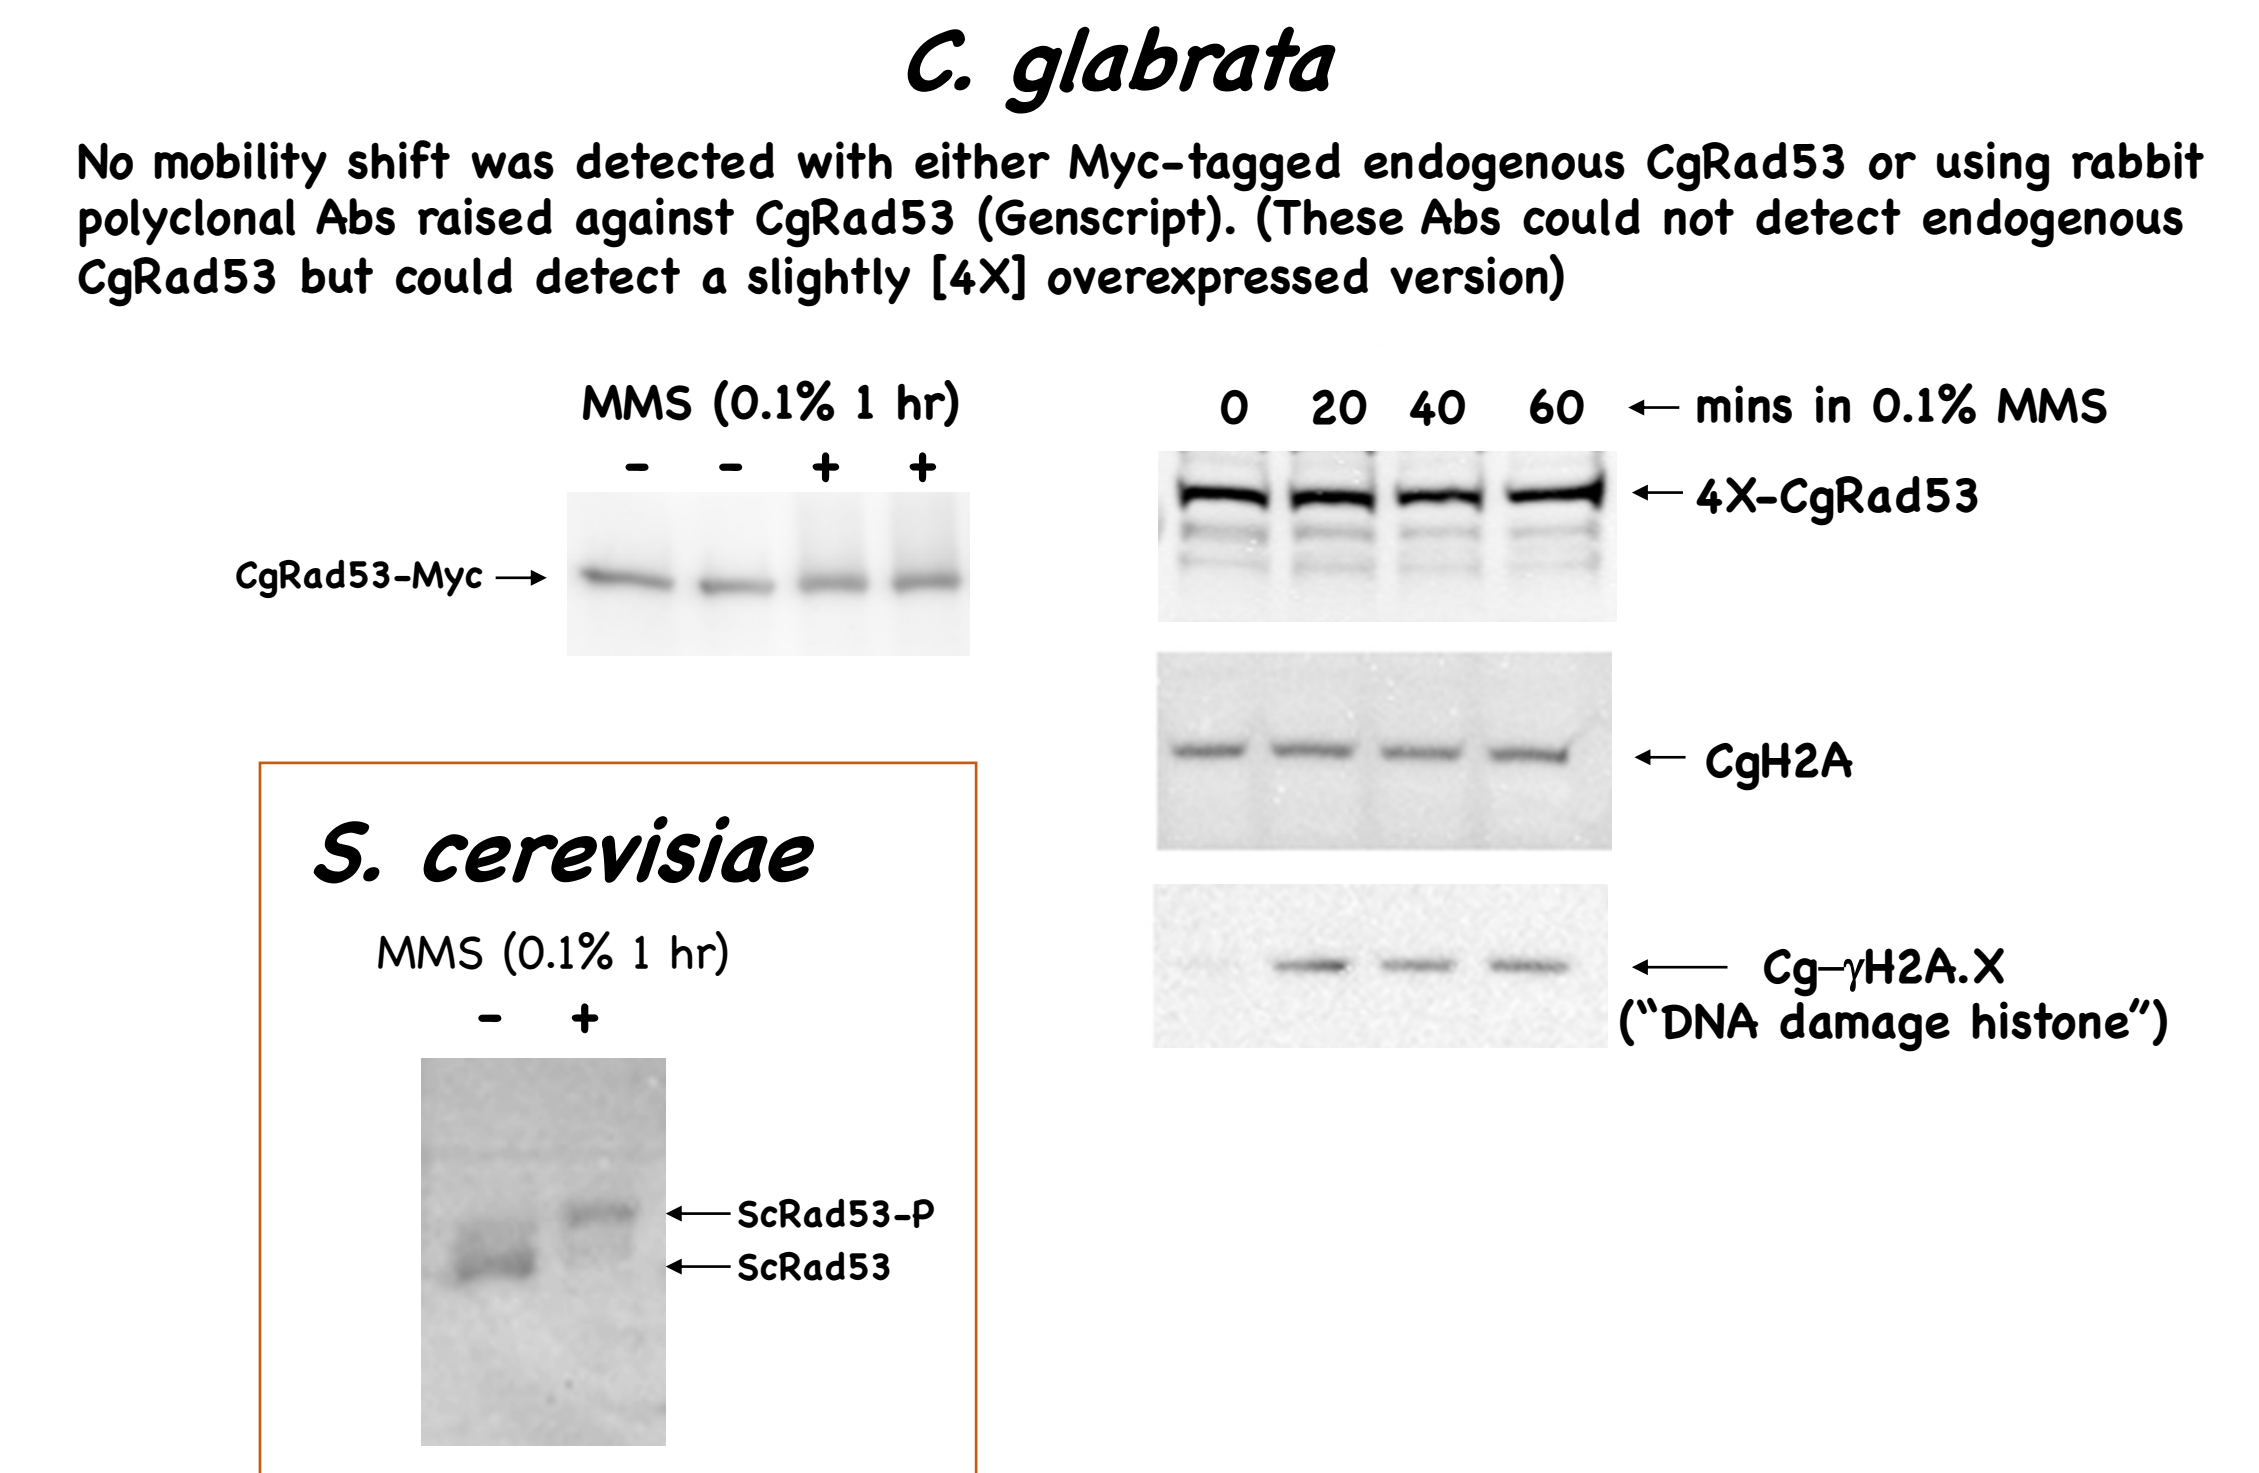 C. glabrata
No mobility shift was detected with either Myc-tagged endogenous CgRad53 or using rabbit
polyclonal Abs raised against CgRad53 (Genscript). (These Abs could not detect endogenous
CgRad53 but could detect a slightly [4X] overexpressed version)
MMS (0.1% 1 hr)
- - + +
CgRad53-Myc
0 20 40 60 mins in 0.1% MMS
4X-CgRad53
CgH2A
Cg-γH2A.X
("DNA damage histone")
S. cerevisiae
MMS (0.1% 1 hr)
- +
ScRad53-P
ScRad53